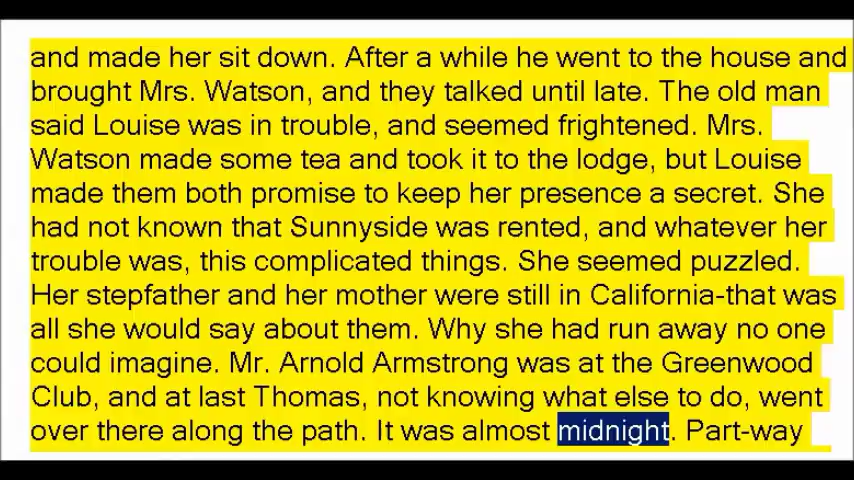 and made her sit down. After a while he went to the house and
brought Mrs. Watson, and they talked until late. The old man
said Louise was in trouble, and seemed frightened. Mrs.
Watson made some tea and took it to the lodge, but Louise
made them both promise to keep her presence a secret. She
had not known that Sunnyside was rented, and whatever her
trouble was, this complicated things. She seemed puzzled.
Her stepfather and her mother were still in California-that was
all she would say about them. Why she had run away no one
could imagine. Mr. Arnold Armstrong was at the Greenwood
Club, and at last Thomas, not knowing what else to do, went
over there along the path. It was almost midnight. Part-way